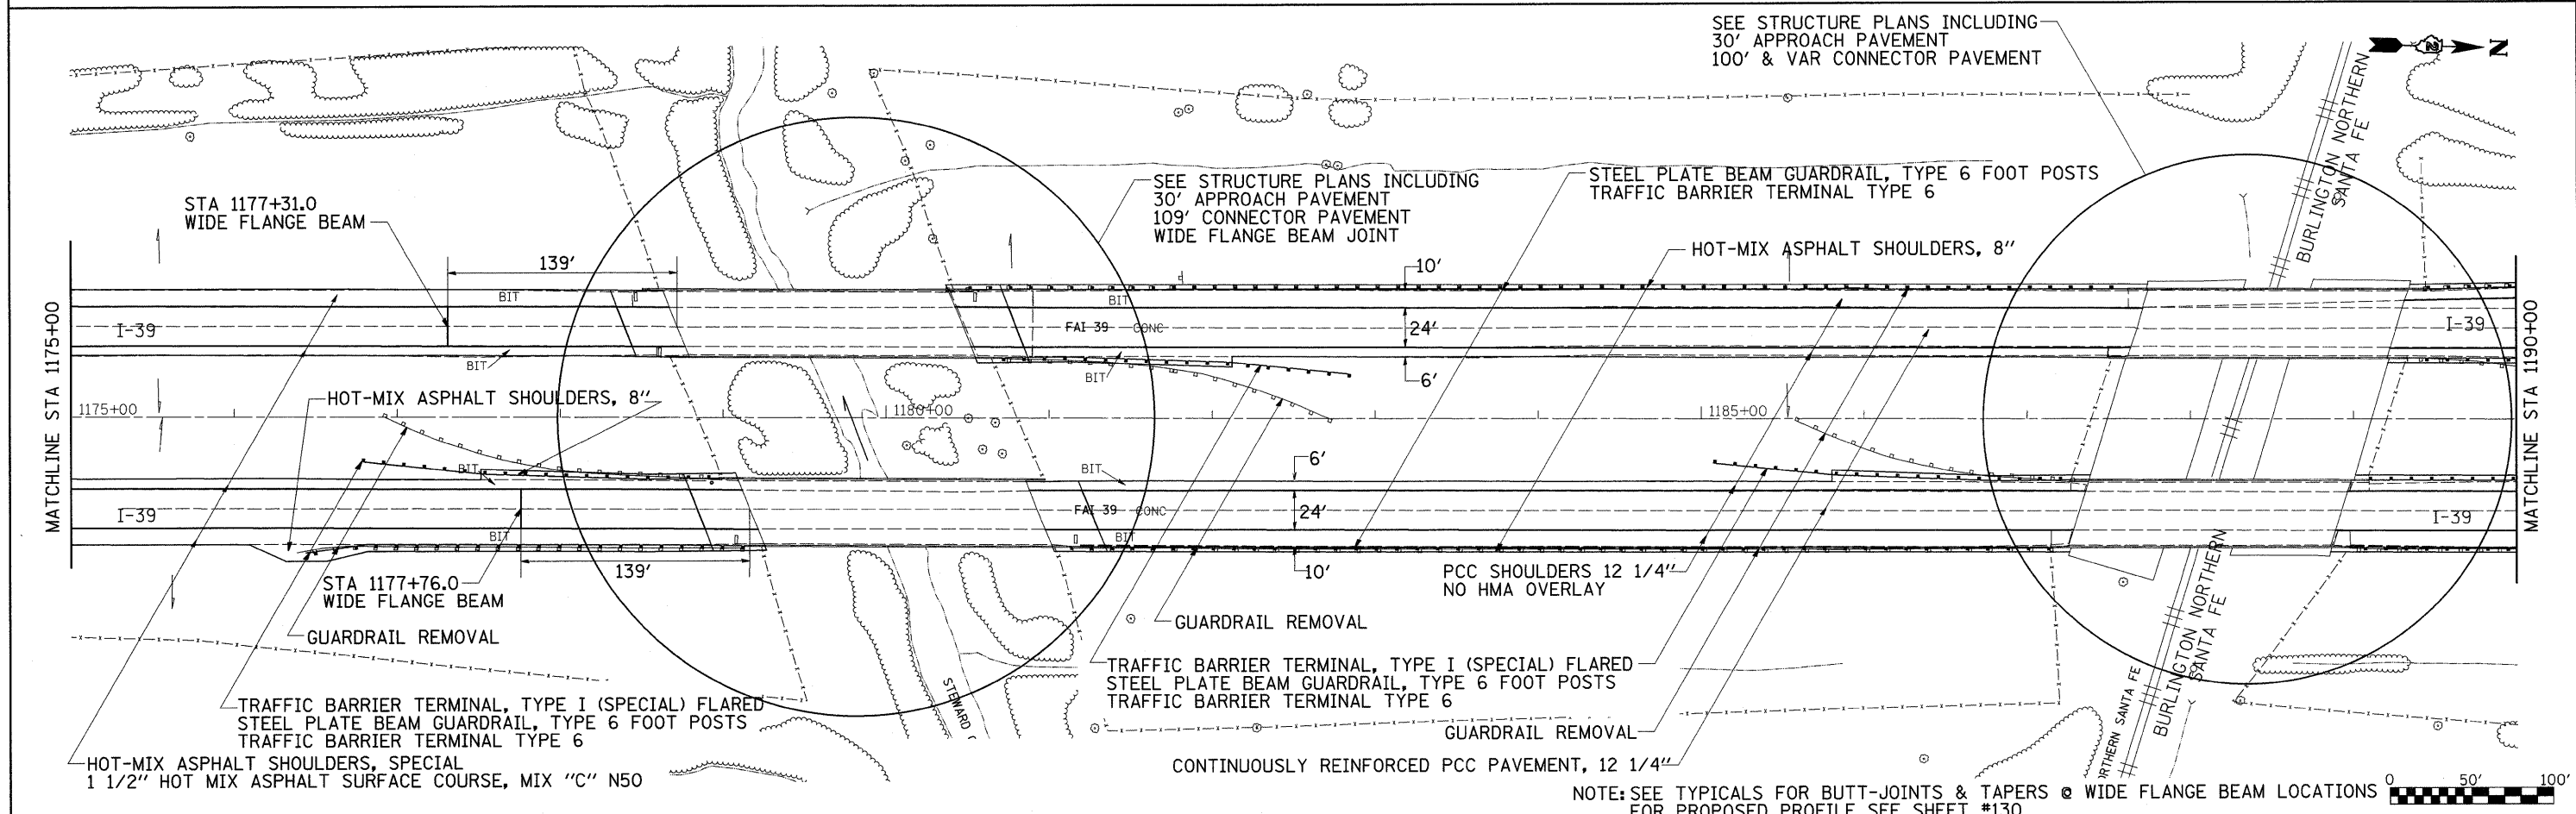 SEE STRUCTURE PLANS INCLUDING
30' APPROACH PAVEMENT
100' & VAR CONNECTOR PAVEMENT
N
BURLINGTON NORTHERN
SANTA FE
STA 1177+31.0
WIDE FLANGE BEAM
SEE STRUCTURE PLANS INCLUDING
30' APPROACH PAVEMENT
109' CONNECTOR PAVEMENT
WIDE FLANGE BEAM JOINT
STEEL PLATE BEAM GUARDRAIL, TYPE 6 FOOT POSTS
TRAFFIC BARRIER TERMINAL TYPE 6
HOT-MIX ASPHALT SHOULDERS, 8"
139'
10'
BIT
BIT
MATCHLINE STA 1175+00
I-39
FAI 39 CONC
24'
I-39
MATCHLINE STA 1190+00
BIT
BIT
6'
HOT-MIX ASPHALT SHOULDERS, 8"
1175+00
1180+00
1185+00
BIT
BIT
6'
I-39
FAI 39 CONC
24'
I-39
BIT
BIT
139'
10'
STA 1177+76.0
WIDE FLANGE BEAM
PCC SHOULDERS 12 1/4"
NO HMA OVERLAY
GUARDRAIL REMOVAL
GUARDRAIL REMOVAL
BURLINGTON NORTHERN
SANTA FE
TRAFFIC BARRIER TERMINAL, TYPE I (SPECIAL) FLARED
STEEL PLATE BEAM GUARDRAIL, TYPE 6 FOOT POSTS
TRAFFIC BARRIER TERMINAL TYPE 6
STEWARD
TRAFFIC BARRIER TERMINAL, TYPE I (SPECIAL) FLARED
STEEL PLATE BEAM GUARDRAIL, TYPE 6 FOOT POSTS
TRAFFIC BARRIER TERMINAL TYPE 6
GUARDRAIL REMOVAL
RTHERN SANTA FE
HOT-MIX ASPHALT SHOULDERS, SPECIAL
1 1/2" HOT MIX ASPHALT SURFACE COURSE, MIX "C" N50
CONTINUOUSLY REINFORCED PCC PAVEMENT, 12 1/4"
NOTE: SEE TYPICALS FOR BUTT-JOINTS & TAPERS @ WIDE FLANGE BEAM LOCATIONS
FOR PROPOSED PROFILE SEE SHEET #130
0 50' 100'